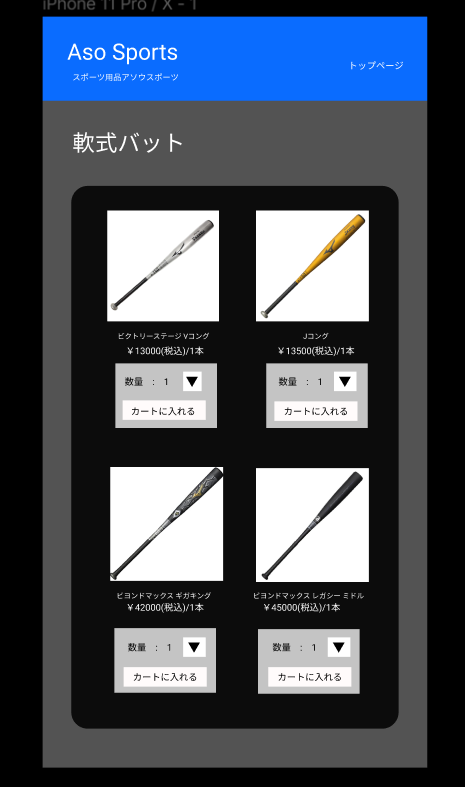 iPhone 11 Pro / X - 1
Aso Sports
スポーツ用品アソウスポーツ
トップページ
軟式バット
ビクトリーステージ Vコング
￥13000(税込)/1本
数量 : 1 ▼
カートに入れる
Jコング
￥13500(税込)/1本
数量 : 1 ▼
カートに入れる
ビヨンドマックス ギガキング
￥42000(税込)/1本
数量 : 1 ▼
カートに入れる
ビヨンドマックス レガシー ミドル
￥45000(税込)/1本
数量 : 1 ▼
カートに入れる